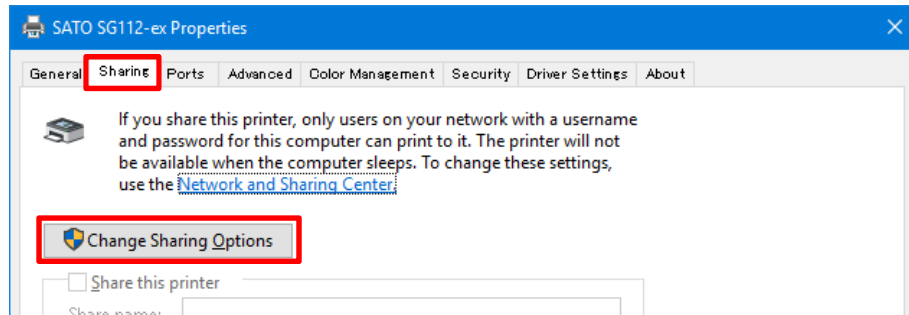 SATO SG112-ex Properties
General Sharing Ports Advanced Color Management Security Driver Settings About
If you share this printer, only users on your network with a username
and password for this computer can print to it. The printer will not
be available when the computer sleeps. To change these settings,
use the Network and Sharing Center.
Change Sharing Options
Share this printer
Share name: